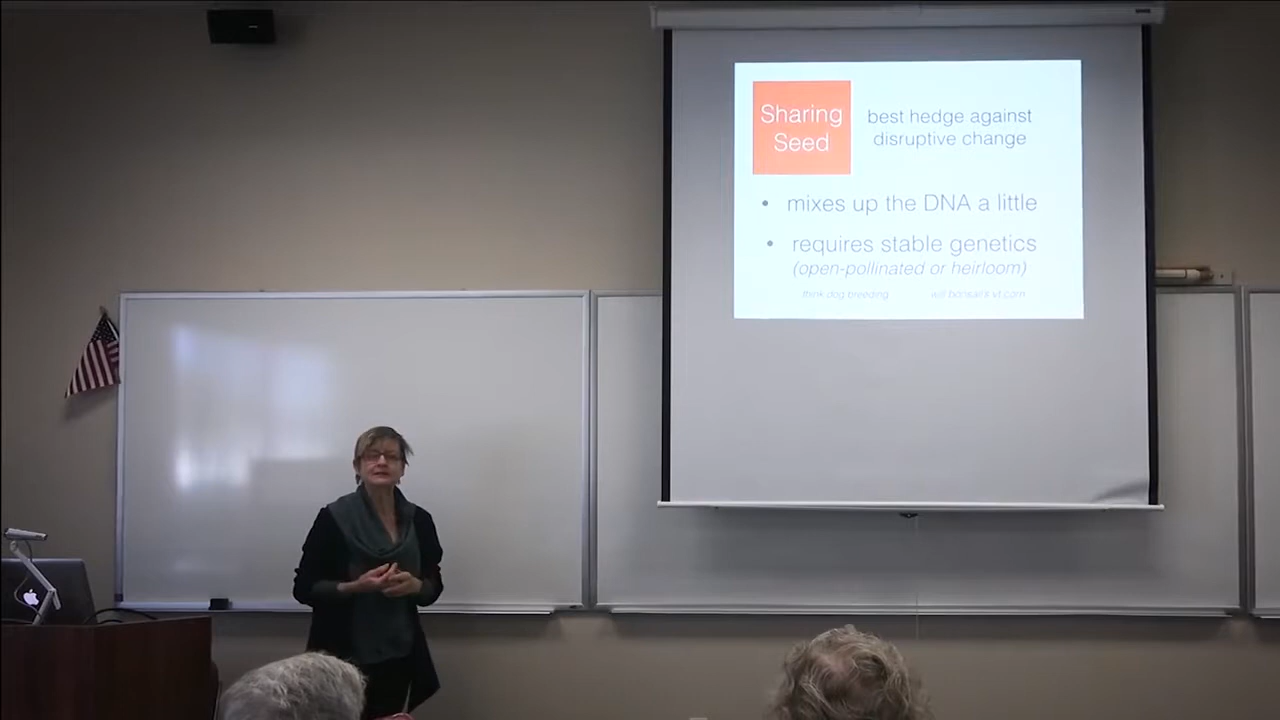 Sharing
Seed
best hedge against
disruptive change
• mixes up the DNA a little
• requires stable genetics
(open-pollinated or heirloom)
think dog breeding